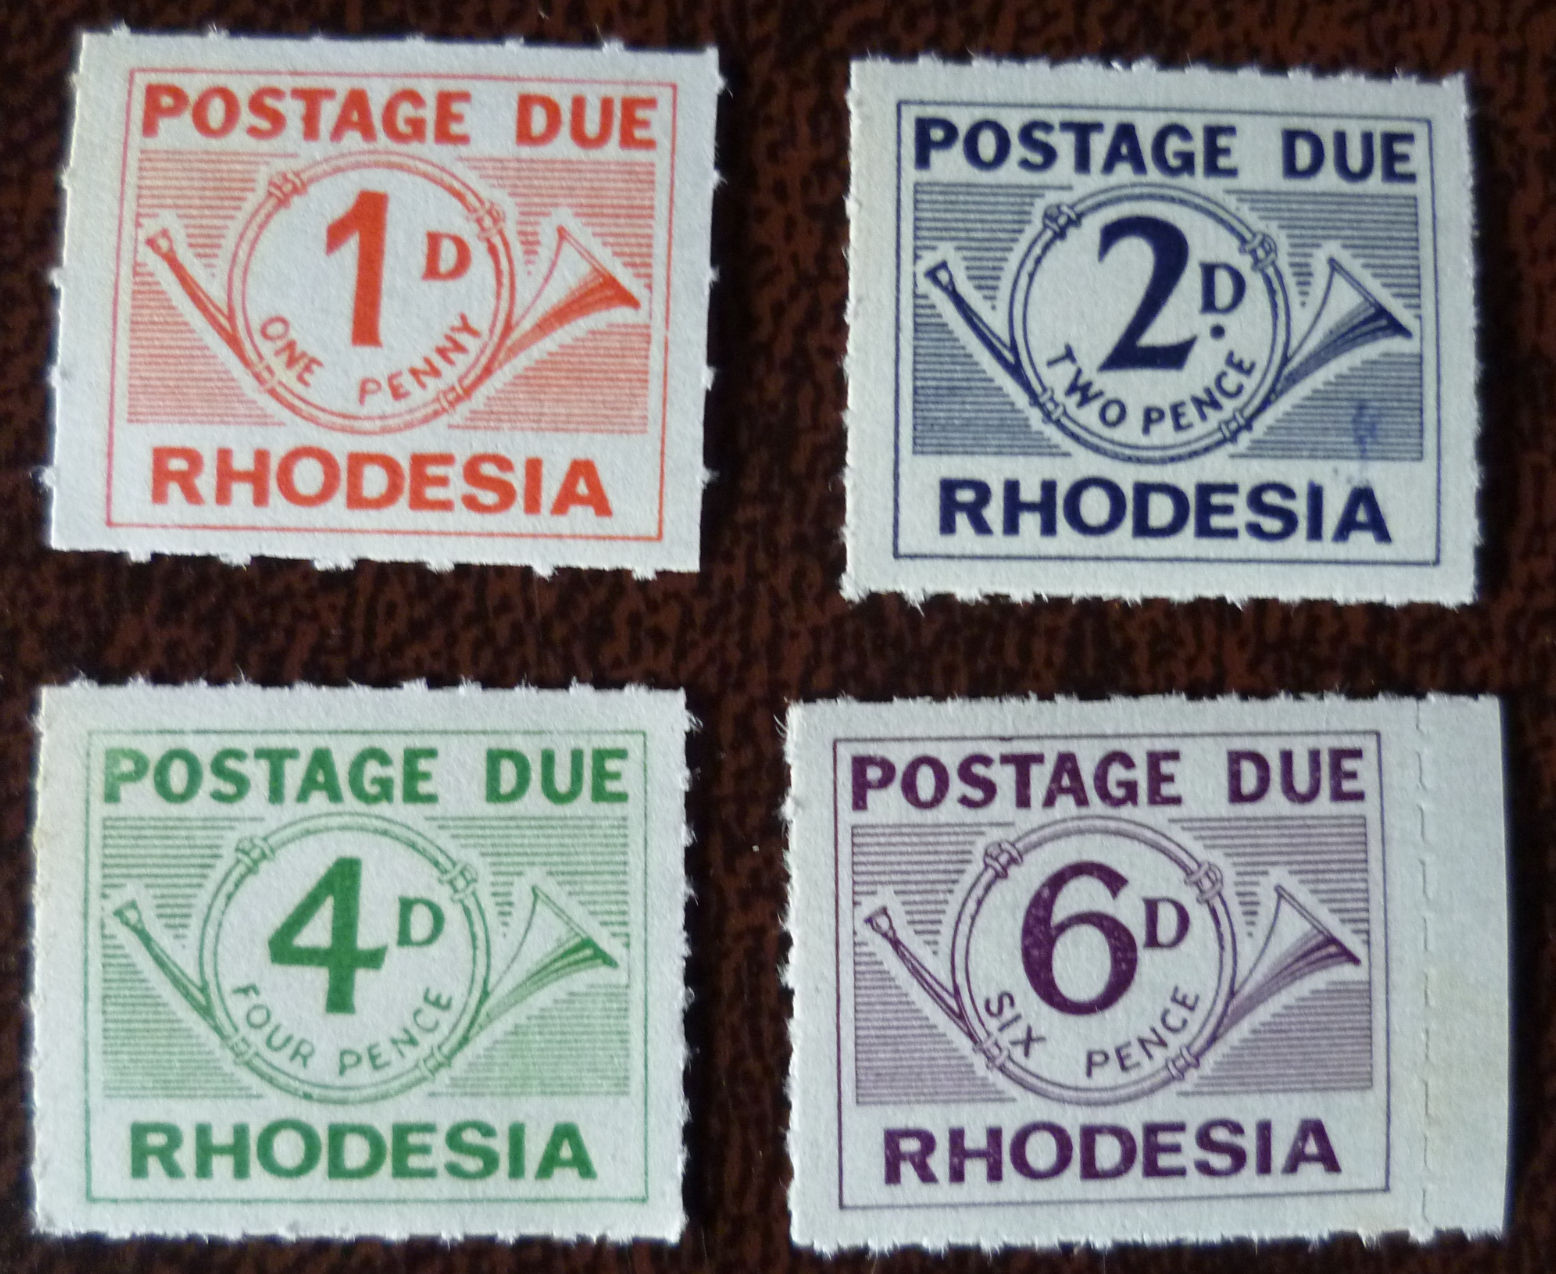 POSTAGE DUE
1D
ONE PENNY
RHODESIA
POSTAGE DUE
2D.
TWO PENCE
RHODESIA
POSTAGE DUE
4D
FOUR PENCE
RHODESIA
POSTAGE DUE
6D
SIX PENCE
RHODESIA